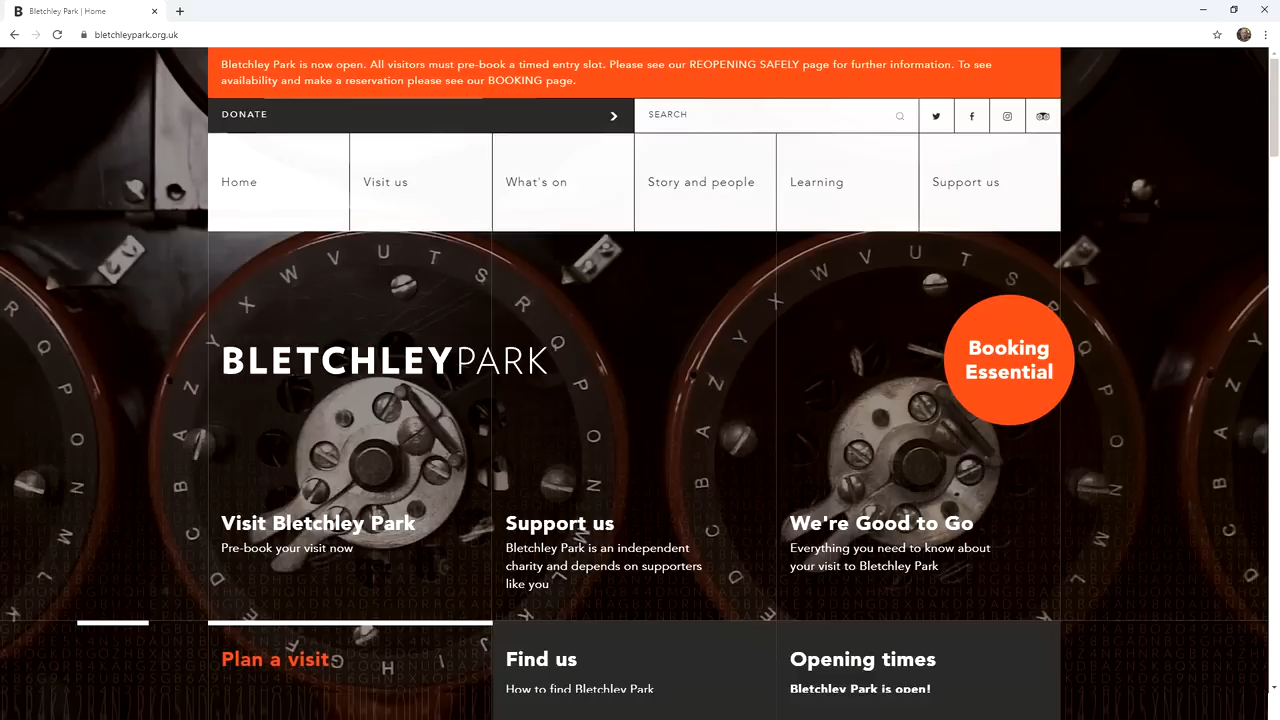 Bletchley Park | Home
bletchleypark.org.uk
Bletchley Park is now open. All visitors must pre-book a timed entry slot. Please see our REOPENING SAFELY page for further information. To see
availability and make a reservation please see our BOOKING page.
DONATE
SEARCH
Home
Visit us
What's on
Story and people
Learning
Support us
BLETCHLEYPARK
Booking
Essential
Visit Bletchley Park
Pre-book your visit now
Support us
Bletchley Park is an independent
charity and depends on supporters
like you
We're Good to Go
Everything you need to know about
your visit to Bletchley Park
Plan a visit
Find us
How to find Bletchley Park
Opening times
Bletchley Park is open!